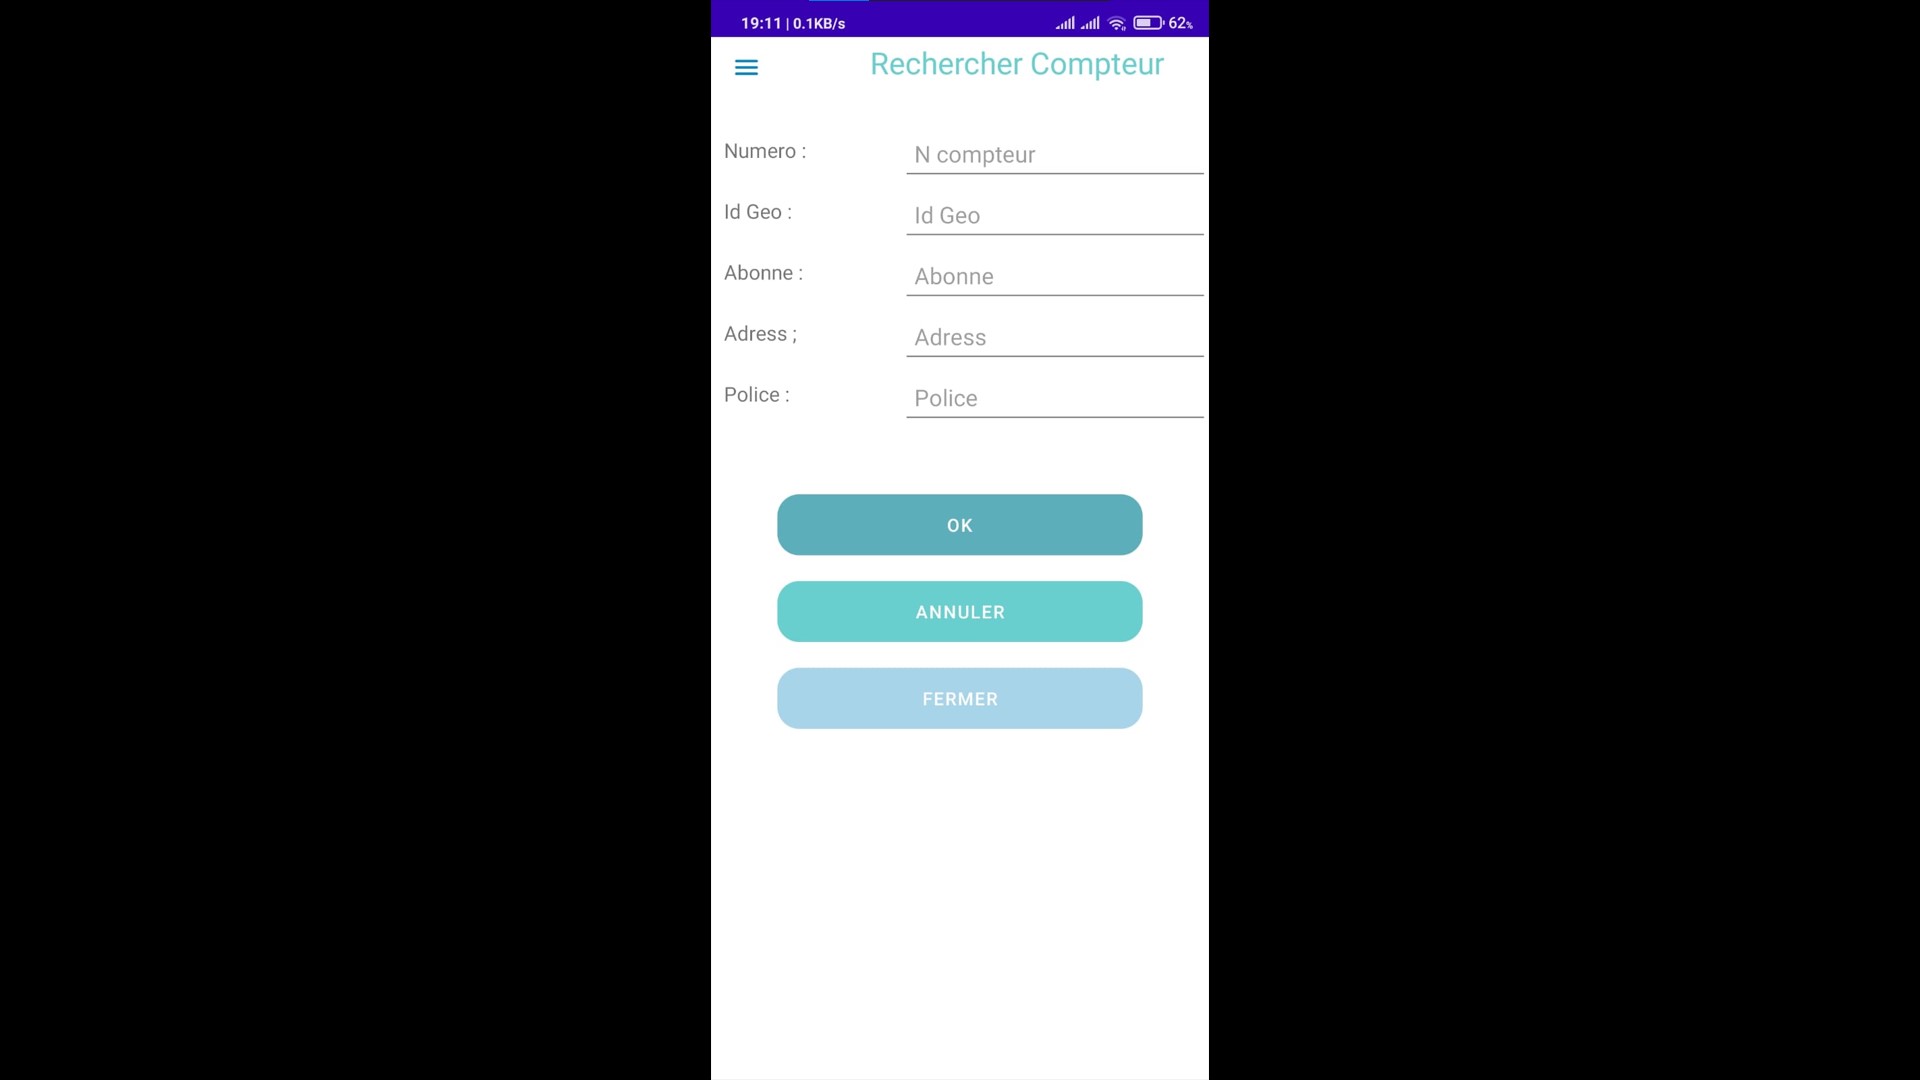 19:11 | 0.1KB/s 62%
Rechercher Compteur
Numero : N compteur
Id Geo : Id Geo
Abonne : Abonne
Adress ; Adress
Police : Police
OK
ANNULER
FERMER